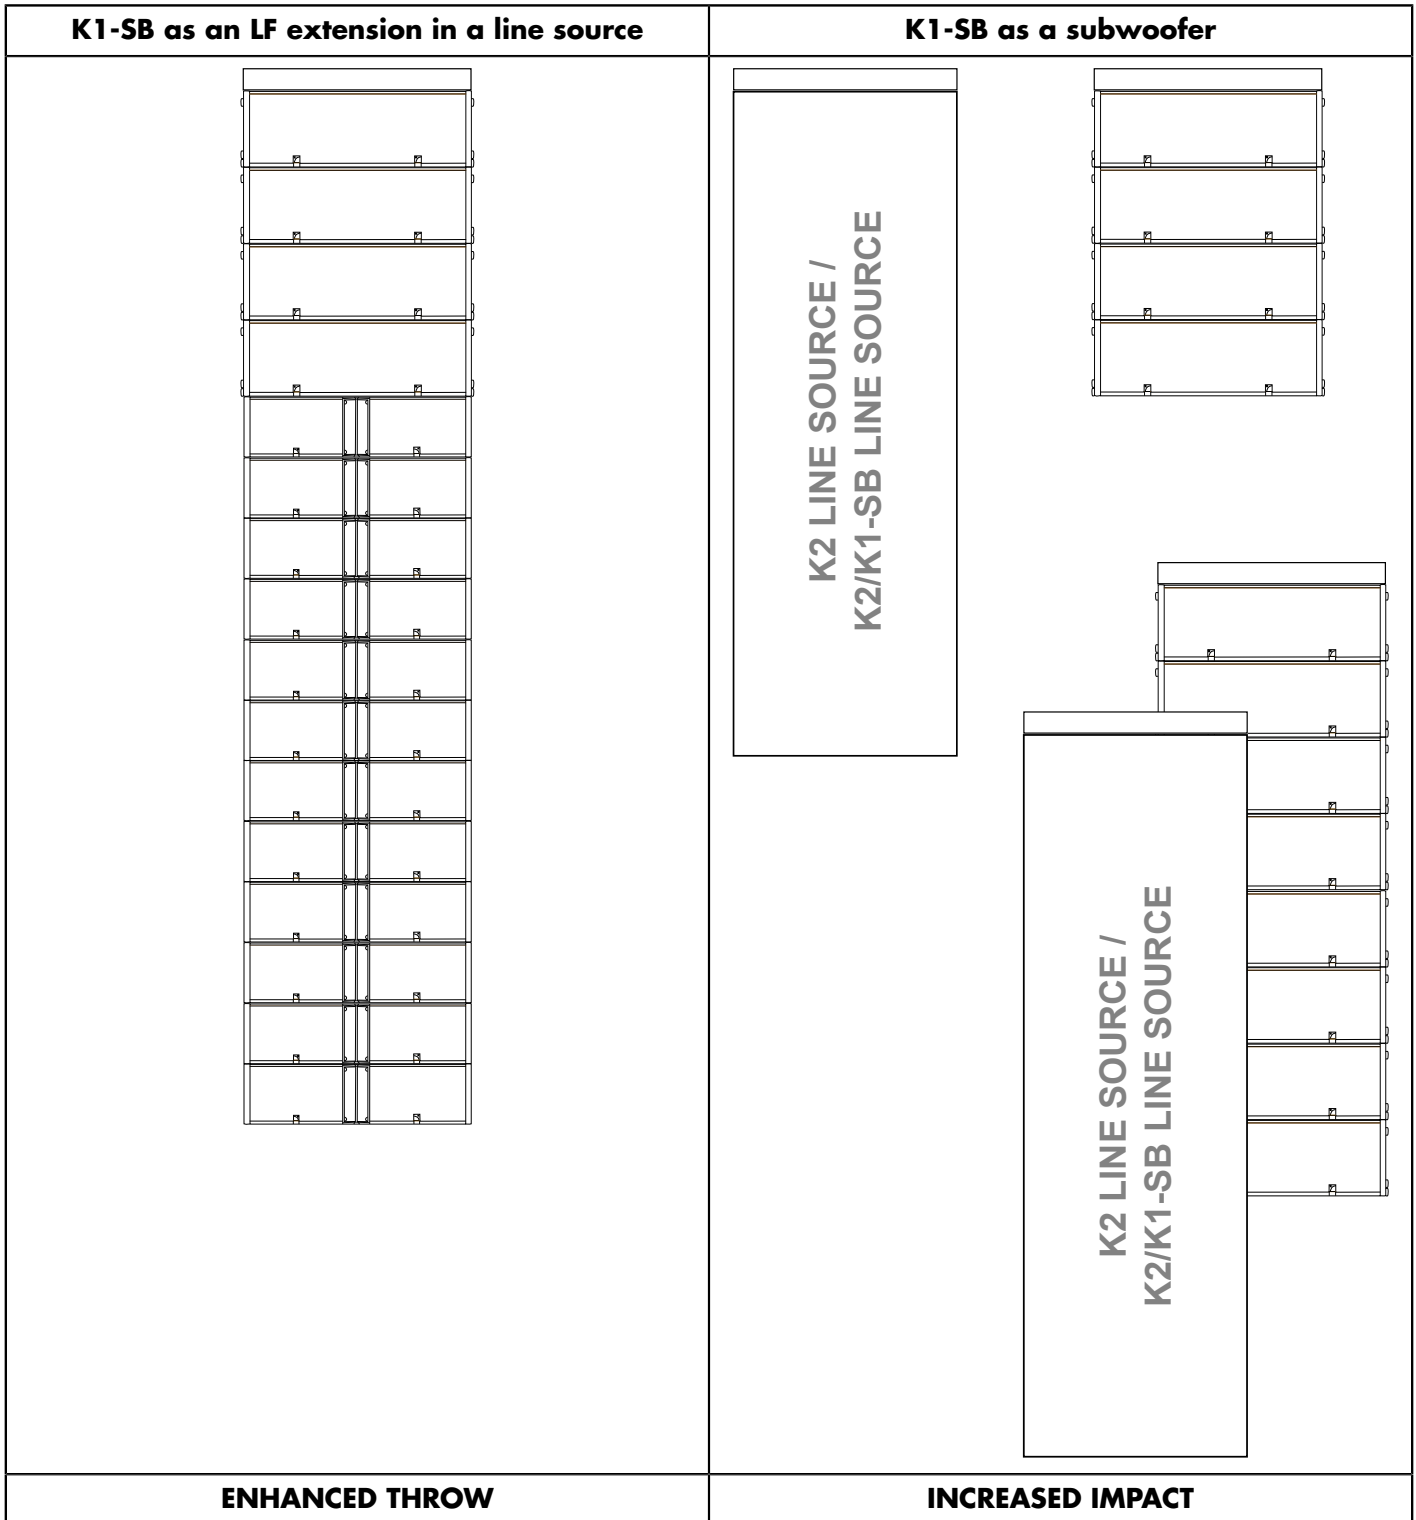 K1-SB as an LF extension in a line source
K1-SB as a subwoofer
K2 LINE SOURCE /
K2/K1-SB LINE SOURCE
K2 LINE SOURCE /
K2/K1-SB LINE SOURCE
ENHANCED THROW
INCREASED IMPACT